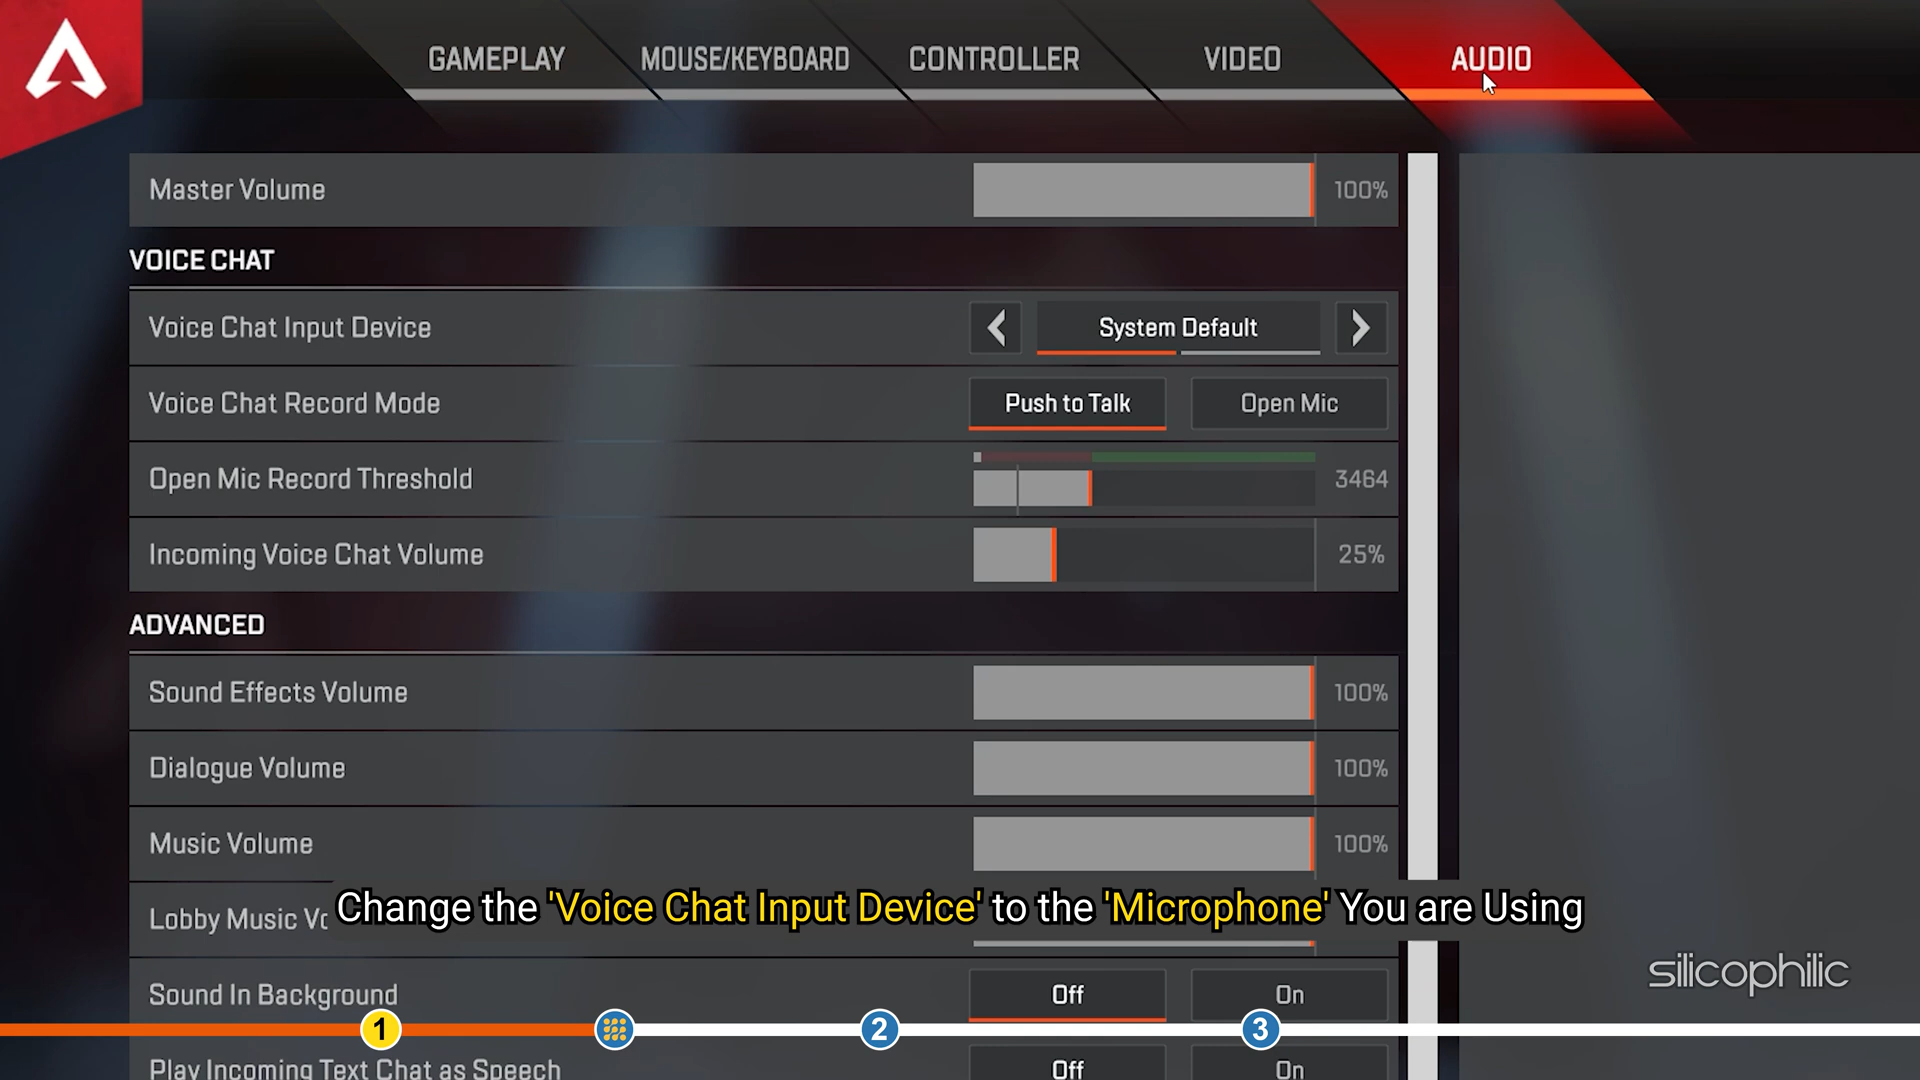 GAMEPLAY MOUSE/KEYBOARD CONTROLLER VIDEO AUDIO
Master Volume 100%
VOICE CHAT
Voice Chat Input Device System Default
Voice Chat Record Mode Push to Talk Open Mic
Open Mic Record Threshold 3464
Incoming Voice Chat Volume 25%
ADVANCED
Sound Effects Volume 100%
Dialogue Volume 100%
Music Volume 100%
Lobby Music
Change the 'Voice Chat Input Device' to the 'Microphone' You are Using
silicophilic
Sound In Background Off On
1 2 3
Play Incoming Text Chat as Speech Off On